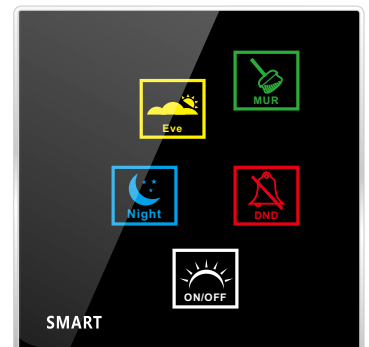 MUR
Eve
Night
DND
ON/OFF
SMART